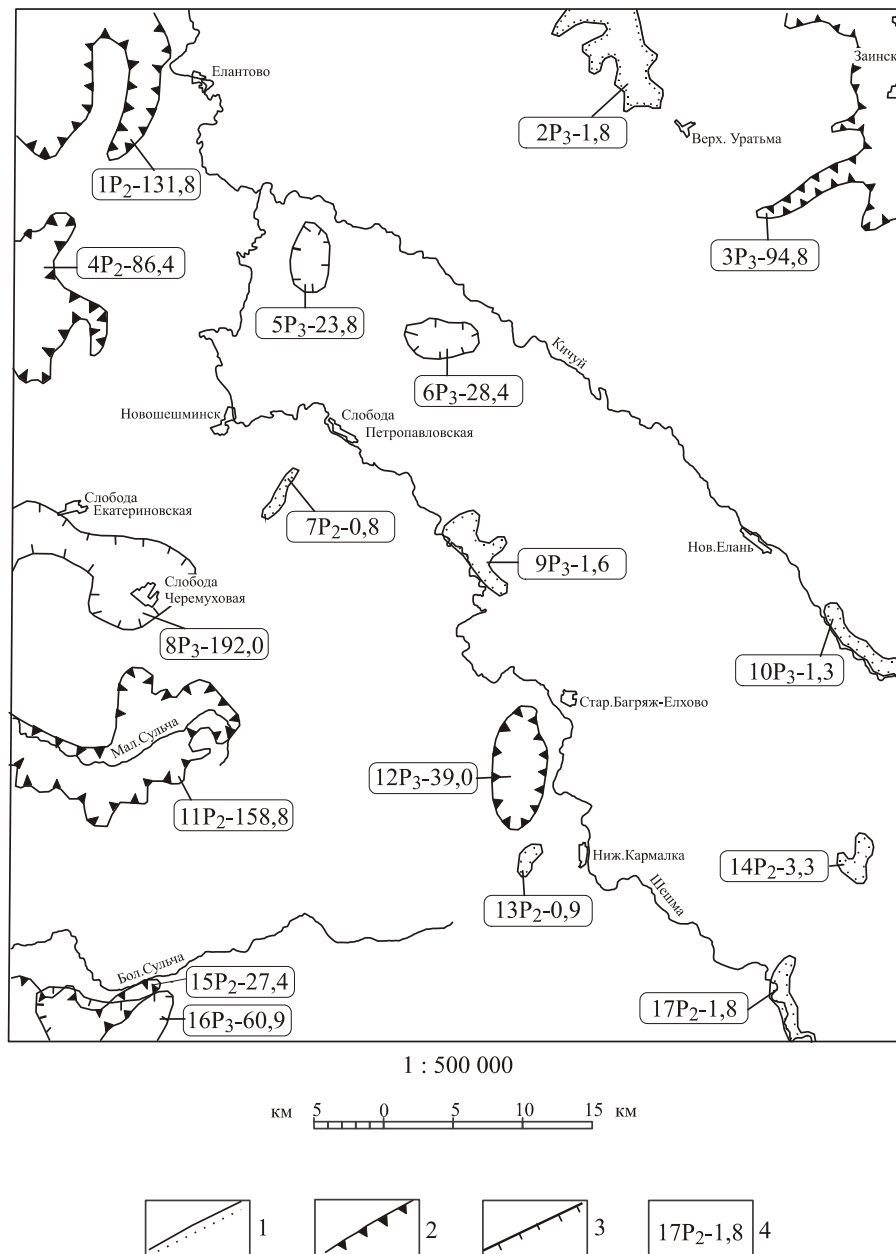 Елантово
Заинск
2P₃-1,8
Верх. Уратьма
1P₂-131,8
3P₃-94,8
4P₂-86,4
5P₃-23,8
Кичуй
6P₃-28,4
Новошешминск
Слобода
Петропавловская
Слобода
Екатериновская
7P₂-0,8
Нов.Елань
9P₃-1,6
Слобода
Черемуховая
8P₃-192,0
10P₃-1,3
Стар.Багряж-Елхово
Мал.Сульча
12P₃-39,0
11P₂-158,8
Ниж.Кармалка
14P₂-3,3
13P₂-0,9
Шешма
Бол.Сульча
15P₂-27,4
17P₂-1,8
16P₃-60,9
1 : 500 000
км 5 0 5 10 15 км
1 2 3 17P₂-1,8 4